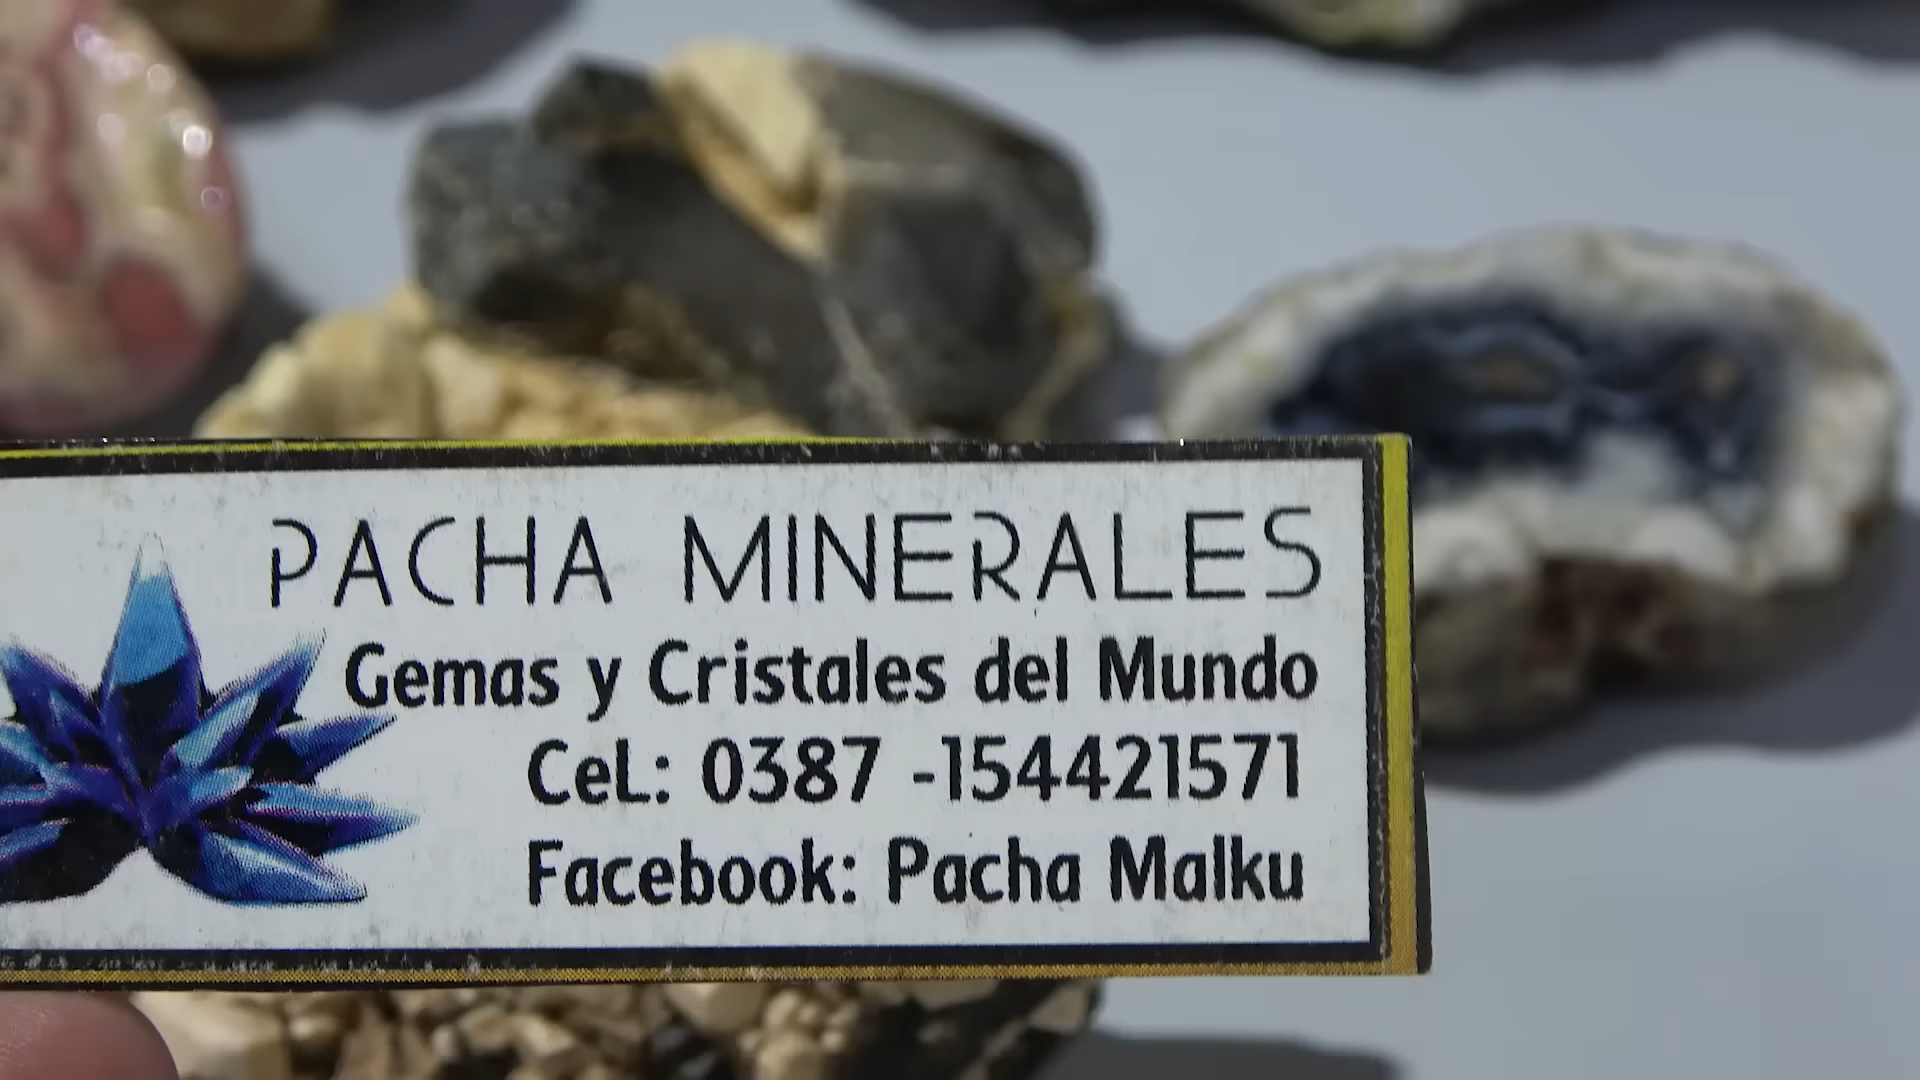 PACHA MINERALES
Gemas y Cristales del Mundo
CeL: 0387 -154421571
Facebook: Pacha Malku